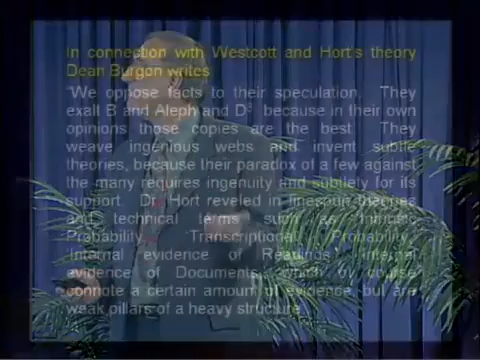 In connection with Westcott and Hort's theory
Dean Burgon writes
"We oppose facts to their speculation. They
exalt B and Aleph and D because in their own
opinions those copies are the best. They
weave ingenious webs and invent subtle
theories, because their paradox of a few against
the many requires ingenuity and subtlety for its
support. Dr. Hort reveled in finespun theories
and technical terms such as 'Intrinsic
Probability,' 'Transcriptional Probability,'
'Internal evidence of Readings,' 'Internal
evidence of Documents,' which of course
connote a certain amount of evidence, but are
weak pillars of a heavy structure